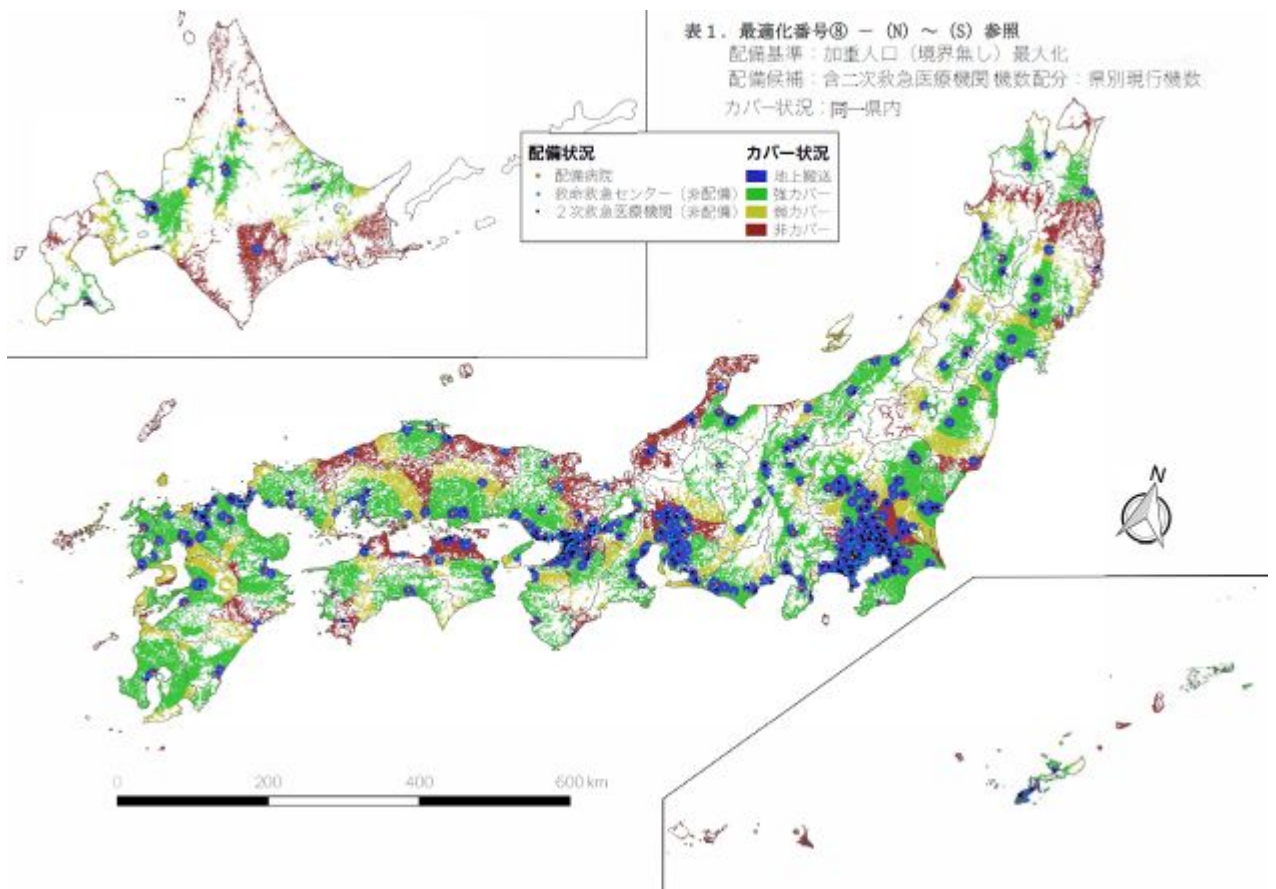 表１．最適化番号⑧ － (N) ～ (S) 参照
配備基準：加重人口（境界無し）最大化
配備候補：含二次救急医療機関 機数配分：県別現行機数
カバー状況：同一県内
配備状況
配備病院
救命救急センター（非配備）
２次救急医療機関（非配備）
カバー状況
地上搬送
強カバー
弱カバー
非カバー
N
0 200 400 600 km